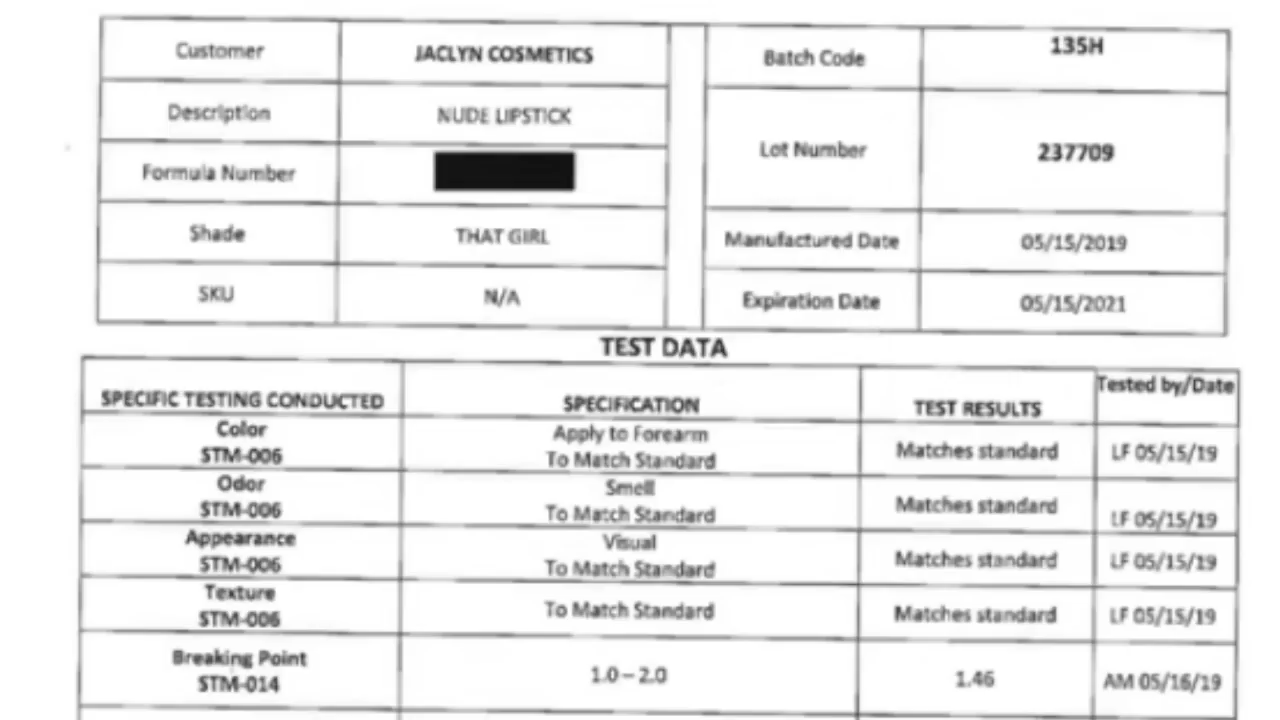 Customer JACLYN COSMETICS Batch Code 135H
Description NUDE LIPSTICK
Lot Number 237709
Formula Number
Shade THAT GIRL Manufactured Date 05/15/2019
SKU N/A Expiration Date 05/15/2021
TEST DATA
SPECIFIC TESTING CONDUCTED SPECIFICATION TEST RESULTS Tested by/Date
Color Apply to Forearm
STM-006 To Match Standard Matches standard LF 05/15/19
Odor Smell
STM-006 To Match Standard Matches standard LF 05/15/19
Appearance Visual
STM-006 To Match Standard Matches standard LF 05/15/19
Texture
STM-006 To Match Standard Matches standard LF 05/15/19
Breaking Point
STM-014 1.0 – 2.0 1.46 AM 05/16/19